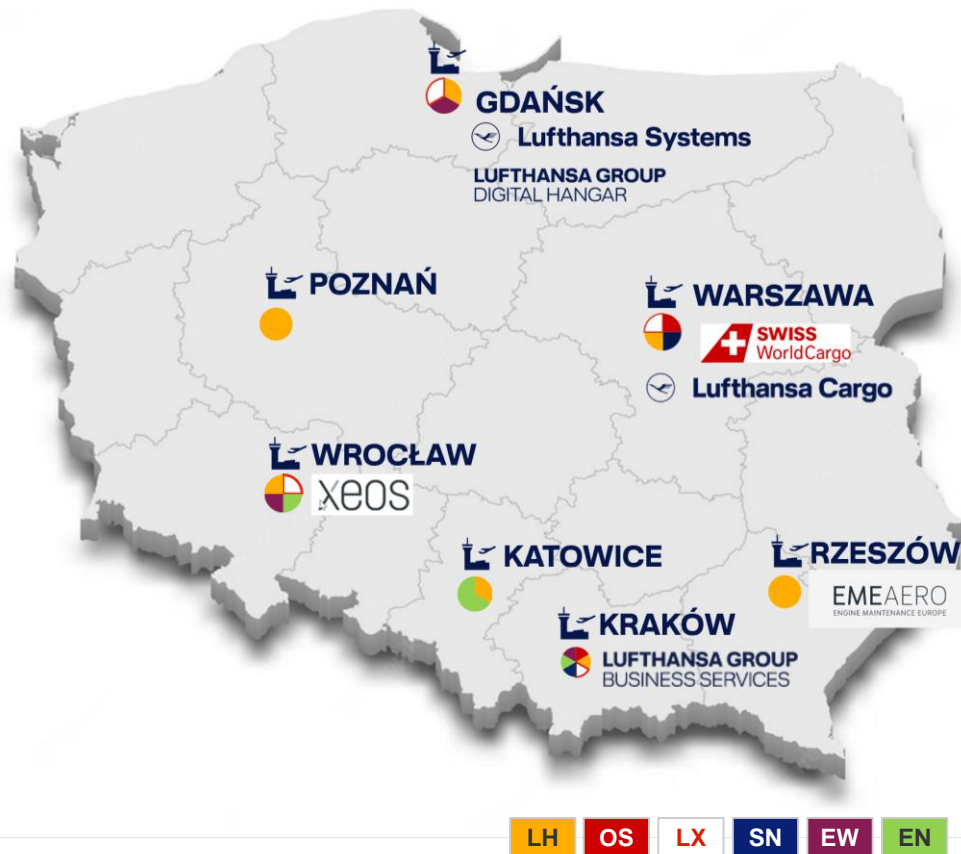 GDAŃSK
Lufthansa Systems
LUFTHANSA GROUP
DIGITAL HANGAR
POZNAŃ
WARSZAWA
SWISS
WorldCargo
Lufthansa Cargo
WROCŁAW
xeos
KATOWICE
RZESZÓW
EMEAERO
ENGINE MAINTENANCE EUROPE
KRAKÓW
LUFTHANSA GROUP
BUSINESS SERVICES
LH OS LX SN EW EN